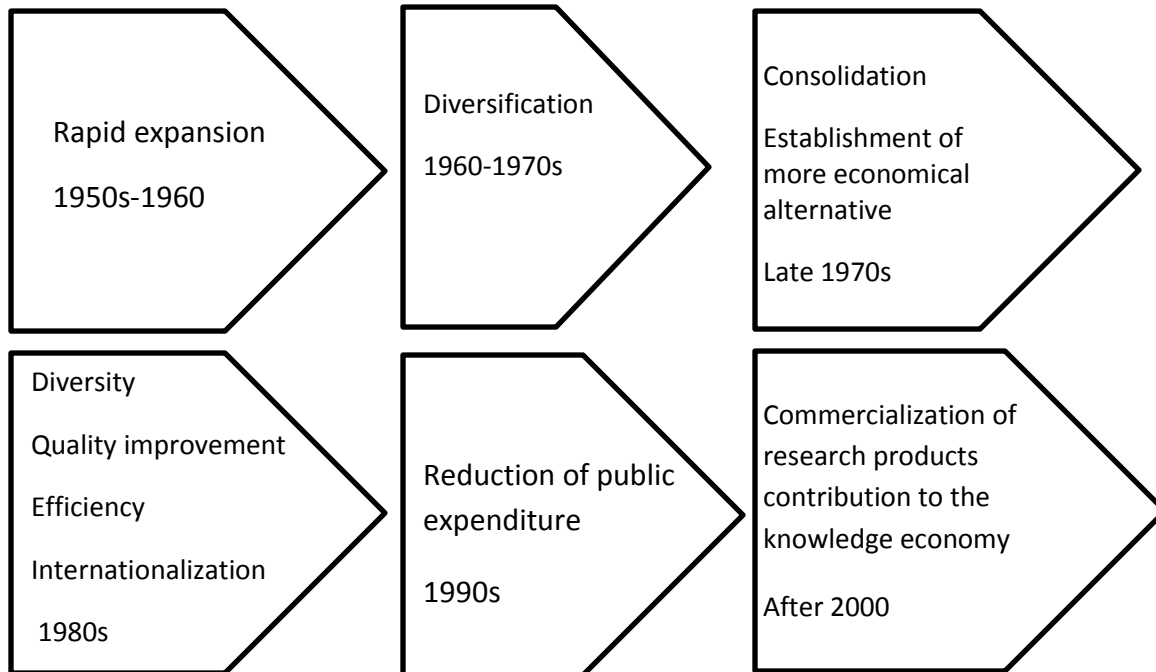 Rapid expansion
1950s-1960
Diversification
1960-1970s
Consolidation
Establishment of
more economical
alternative
Late 1970s
Diversity
Quality improvement
Efficiency
Internationalization
1980s
Reduction of public
expenditure
1990s
Commercialization of
research products
contribution to the
knowledge economy
After 2000